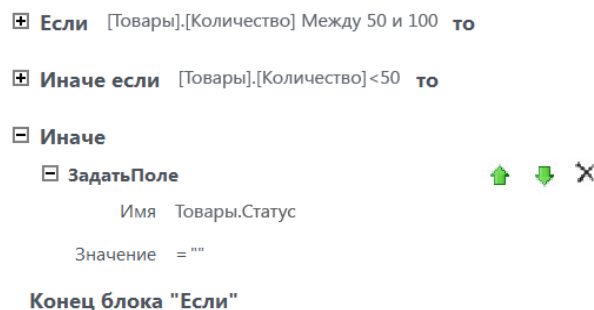 Если [Товары].[Количество] Между 50 и 100 то
Иначе если [Товары].[Количество]<50 то
Иначе
ЗадатьПоле
Имя Товары.Статус
Значение = ""
Конец блока "Если"